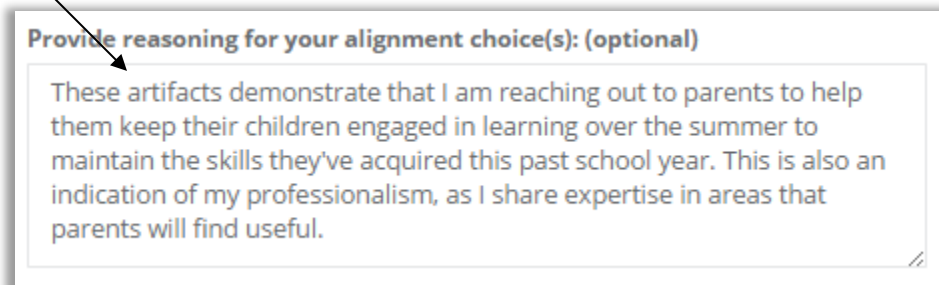 Provide reasoning for your alignment choice(s): (optional)
These artifacts demonstrate that I am reaching out to parents to help
them keep their children engaged in learning over the summer to
maintain the skills they've acquired this past school year. This is also an
indication of my professionalism, as I share expertise in areas that
parents will find useful.